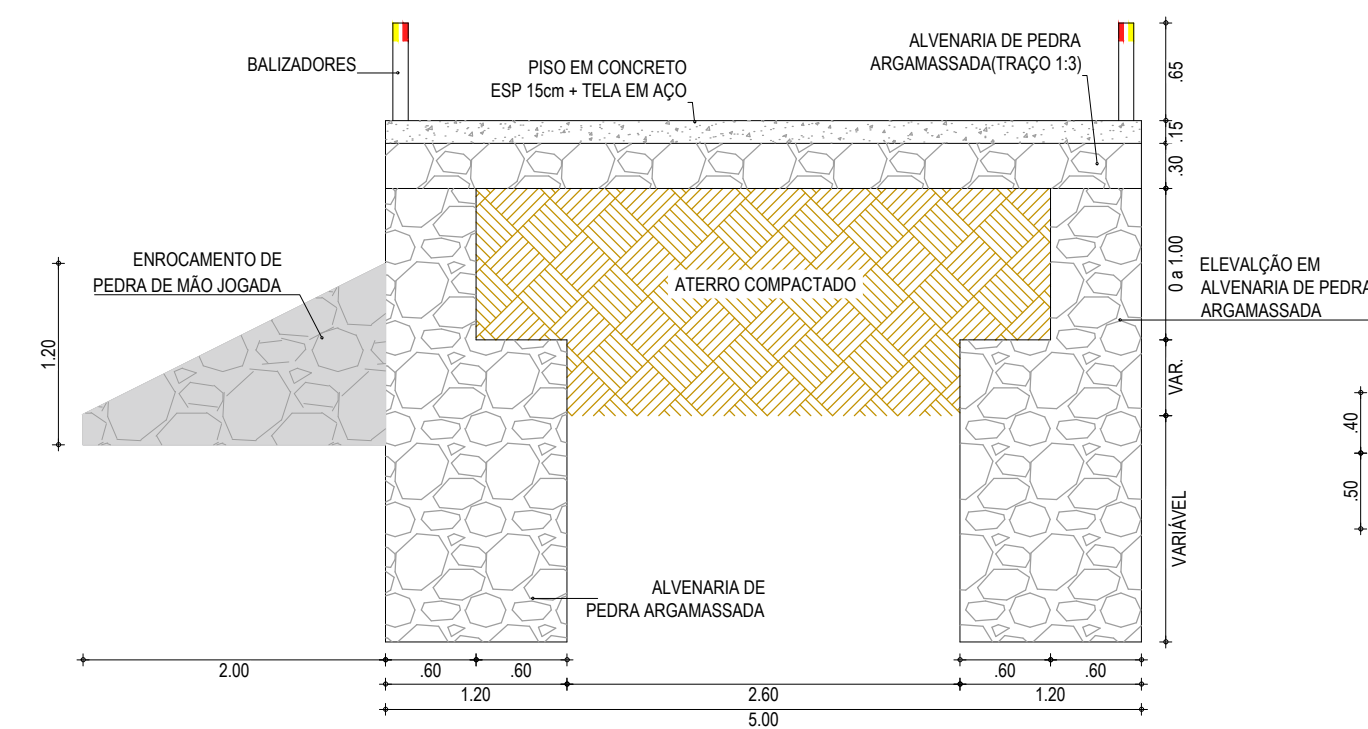 BALIZADORES
PISO EM CONCRETO
ESP 15cm + TELA EM AÇO
ALVENARIA DE PEDRA
ARGAMASSADA(TRAÇO 1:3)
.65
.15
.30
ENROCAMENTO DE
PEDRA DE MÃO JOGADA
ATERRO COMPACTADO
0 a 1.00
ELEVALÇÃO EM
ALVENARIA DE PEDRA
ARGAMASSADA
1.20
VAR.
.40
.50
VARIÁVEL
ALVENARIA DE
PEDRA ARGAMASSADA
2.00
.60
.60
.60
.60
1.20
2.60
1.20
5.00